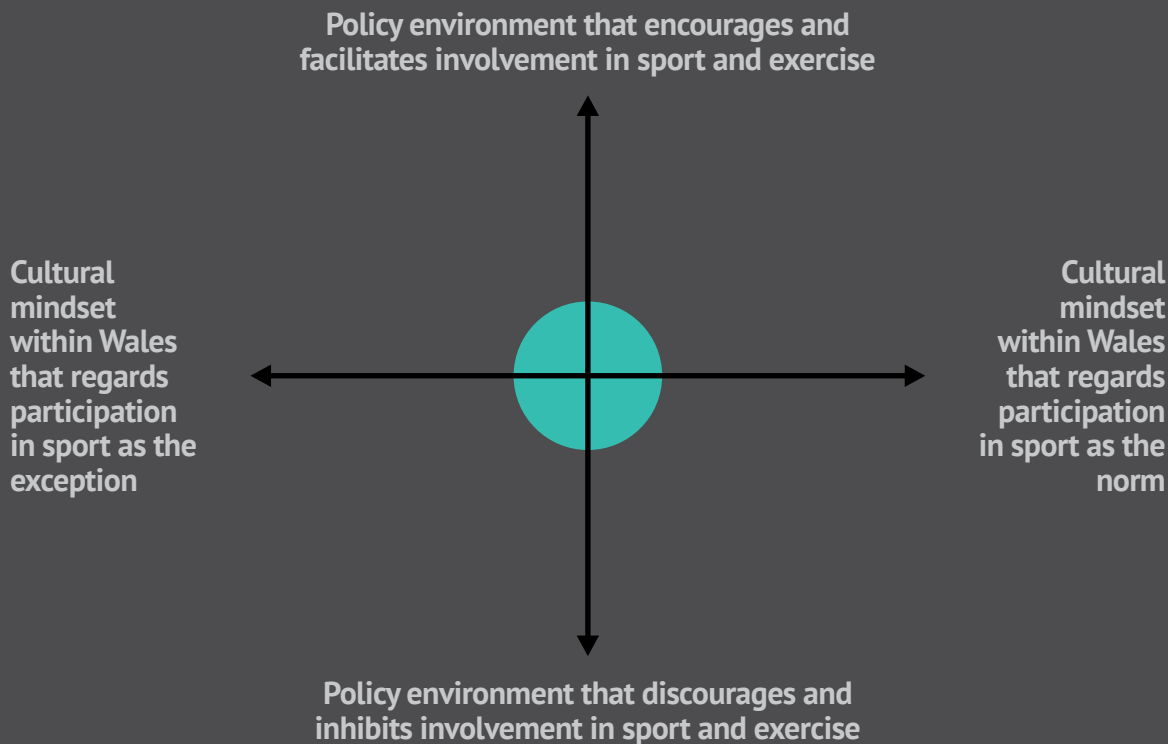 Policy environment that encourages and
facilitates involvement in sport and exercise
Cultural
mindset
within Wales
that regards
participation
in sport as the
exception
Cultural
mindset
within Wales
that regards
participation
in sport as the
norm
Policy environment that discourages and
inhibits involvement in sport and exercise